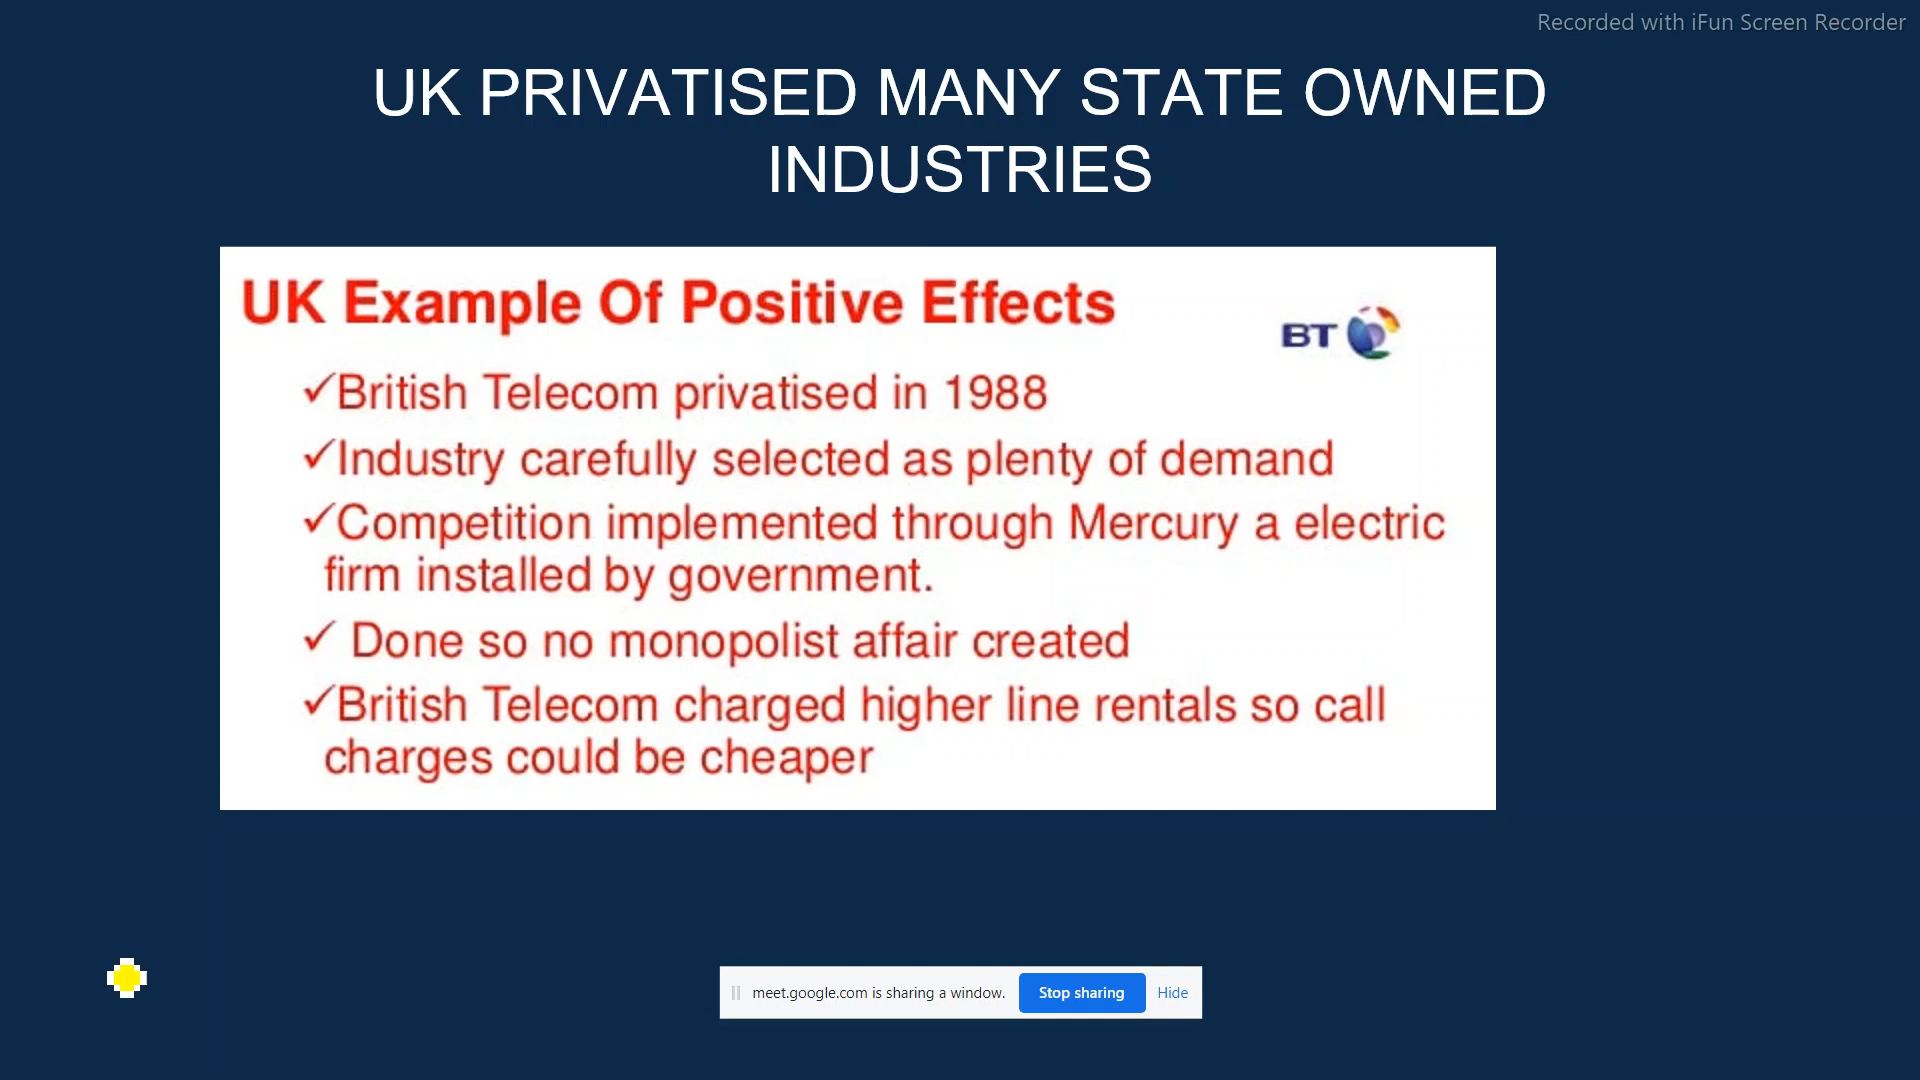 Recorded with iFun Screen Recorder
UK PRIVATISED MANY STATE OWNED
INDUSTRIES
UK Example Of Positive Effects
BT
✓British Telecom privatised in 1988
✓Industry carefully selected as plenty of demand
✓Competition implemented through Mercury a electric
firm installed by government.
✓ Done so no monopolist affair created
✓British Telecom charged higher line rentals so call
charges could be cheaper
meet.google.com is sharing a window. Stop sharing Hide